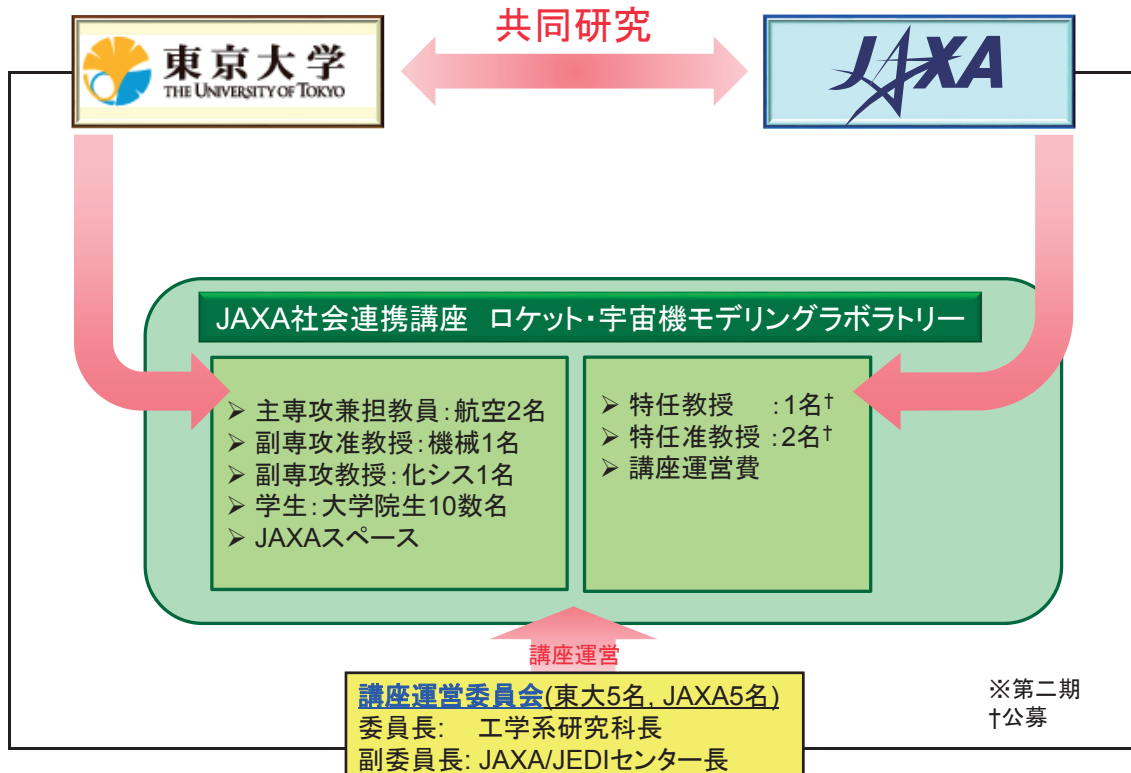 共同研究
東京大学
THE UNIVERSITY OF TOKYO
JAXA
JAXA社会連携講座 ロケット・宇宙機モデリングラボラトリー
➢ 主専攻兼担教員:航空2名
➢ 副専攻准教授:機械1名
➢ 副専攻教授:化シス1名
➢ 学生:大学院生10数名
➢ JAXAスペース
➢ 特任教授 :1名†
➢ 特任准教授 :2名†
➢ 講座運営費
講座運営
講座運営委員会(東大5名, JAXA5名)
委員長: 工学系研究科長
副委員長: JAXA/JEDIセンター長
※第二期
†公募